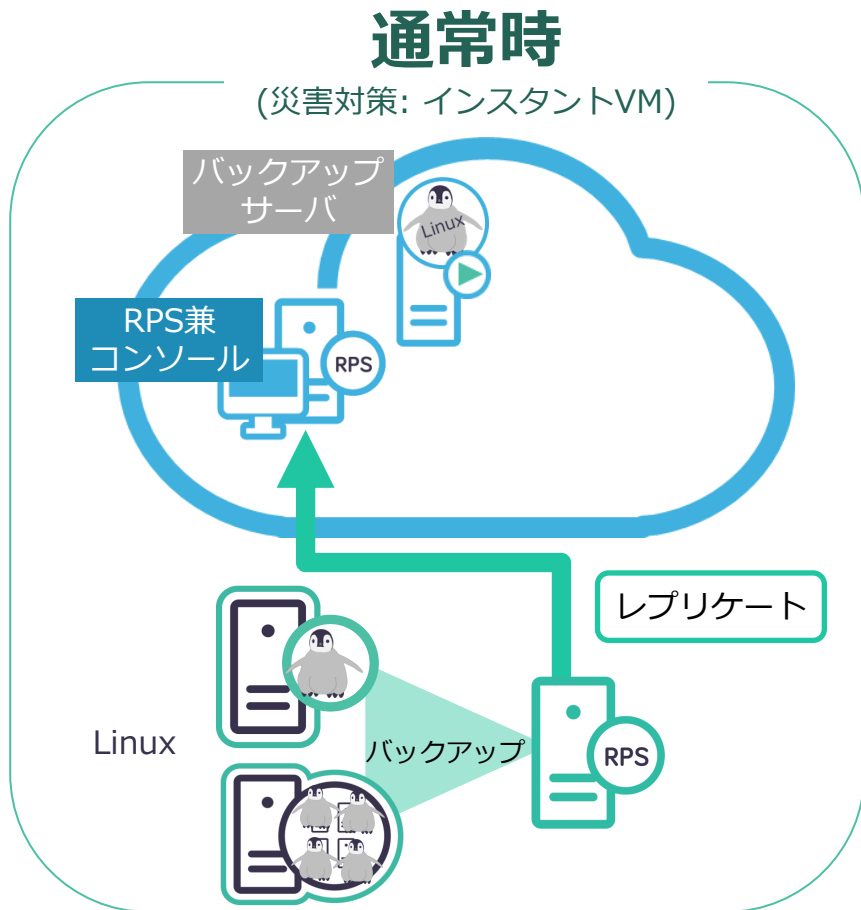 通常時
(災害対策: インスタントVM)
バックアップ
サーバ
Linux
RPS兼
コンソール
RPS
レプリケート
Linux
バックアップ
RPS